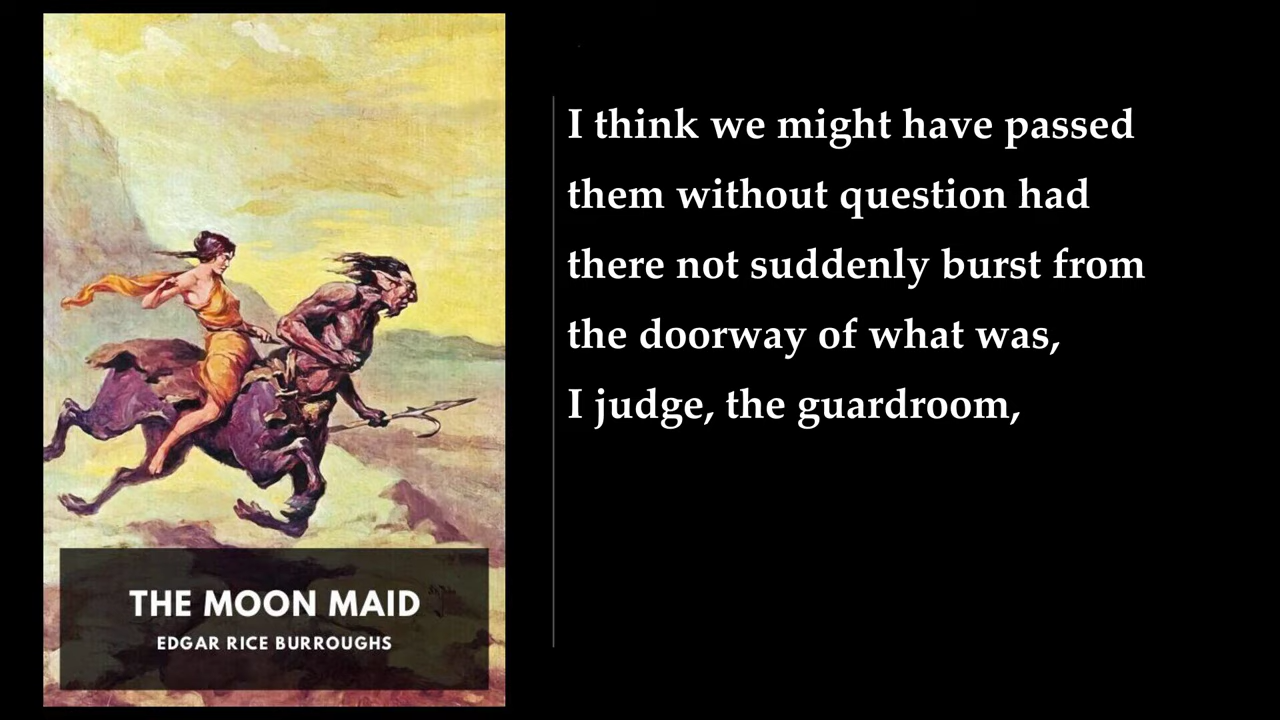 I think we might have passed
them without question had
there not suddenly burst from
the doorway of what was,
I judge, the guardroom,
THE MOON MAID
EDGAR RICE BURROUGHS